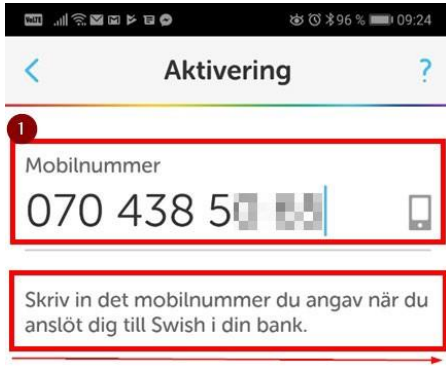 VoLTE 96 % 09:24
Aktivering ?
1
Mobilnummer
070 438 5
Skriv in det mobilnummer du angav när du
anslöt dig till Swish i din bank.